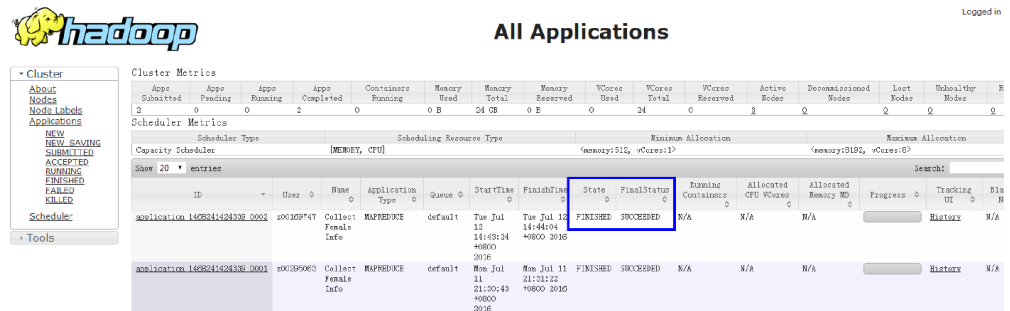 Logged in
hadoop
All Applications
Cluster
About
Nodes
Node Labels
Applications
NEW
NEW_SAVING
SUBMITTED
ACCEPTED
RUNNING
FINISHED
FAILED
KILLED
Scheduler
Tools
Cluster Metrics
Apps Submitted Apps Pending Apps Running Apps Completed Containers Running Memory Used Memory Total Memory Reserved VCores Used VCores Total VCores Reserved Active Nodes Decommissioned Nodes Lost Nodes Unhealthy Nodes R
2 0 0 2 0 0 B 24 GB 0 B 0 24 0 3 0 0 0 0
Scheduler Metrics
Scheduler Type Scheduling Resource Type Minimum Allocation Maximum Allocation
Capacity Scheduler [MEMORY, CPU] <memory:512, vCores:1> <memory:8192, vCores:8>
Show 20 entries Search:
ID User Name Application Type Queue StartTime FinishTime State FinalStatus Running Containers Allocated CPU VCores Allocated Memory MB Progress Tracking UI Bla
application_1468241424339_0002 z00169747 Collect MAPREDUCE default Tue Jul Tue Jul 12 FINISHED SUCCEEDED N/A N/A N/A History N/A
Female 12 14:44:04
Info 14:43:24 +0800 2016
+0800
2016
application_1468241424339_0001 z00295063 Collect MAPREDUCE default Mon Jul Mon Jul 11 FINISHED SUCCEEDED N/A N/A N/A History N/A
Female 11 21:31:22
Info 21:30:43 +0800 2016
+0800
2016